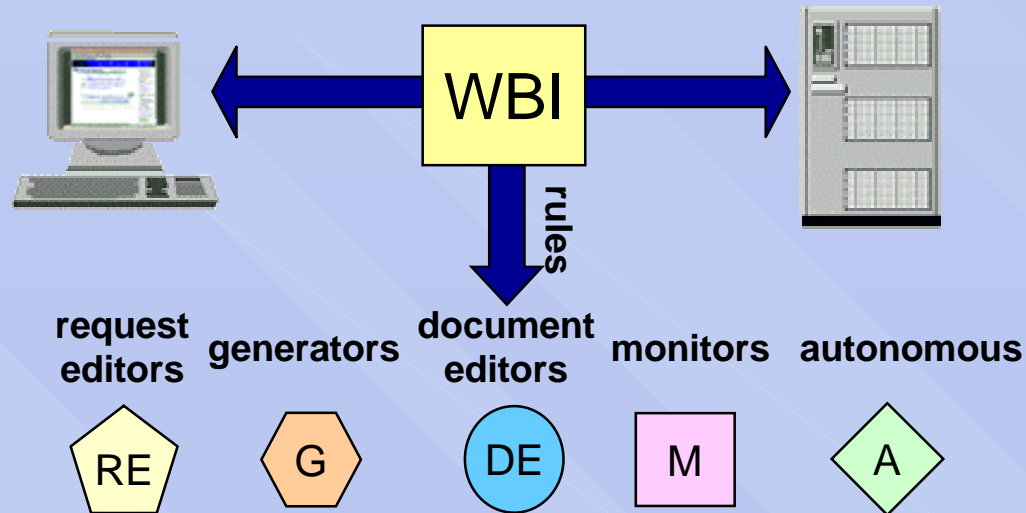 WBI
rules
request
editors
generators
document
editors
monitors
autonomous
RE
G
DE
M
A